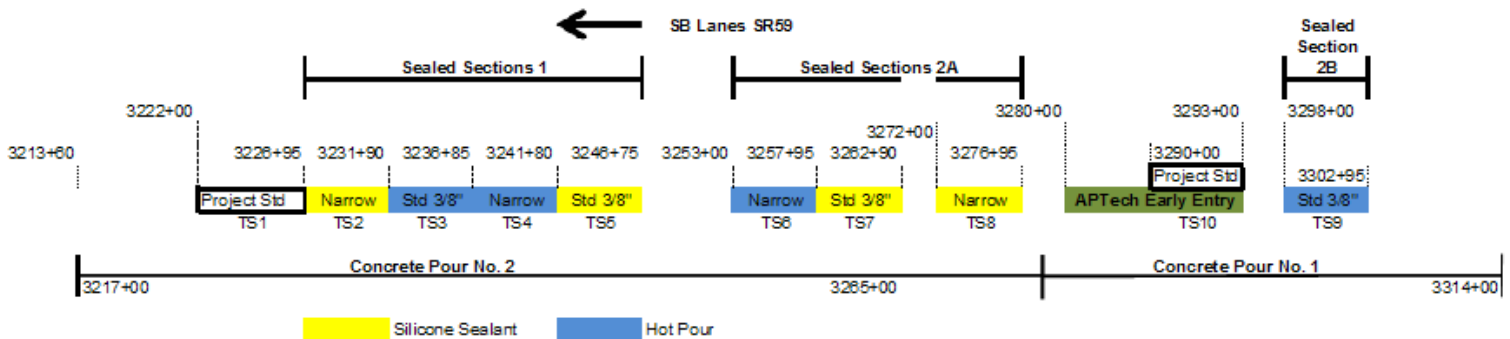 SB Lanes SR59
Sealed
Section
2B
Sealed Sections 1
Sealed Sections 2A
3222+00
3280+00
3293+00
3298+00
3272+00
3213+60
3226+95
3231+90
3236+85
3241+80
3246+75
3253+00
3257+95
3262+90
3276+95
3290+00
3302+95
Project Std
Project Std
Narrow
Std 3/8"
Narrow
Std 3/8"
Narrow
Std 3/8"
Narrow
APTech Early Entry
Std 3/8"
TS1
TS2
TS3
TS4
TS5
TS6
TS7
TS8
TS10
TS9
Concrete Pour No. 2
Concrete Pour No. 1
3217+00
3265+00
3314+00
Silicone Sealant
Hot Pour